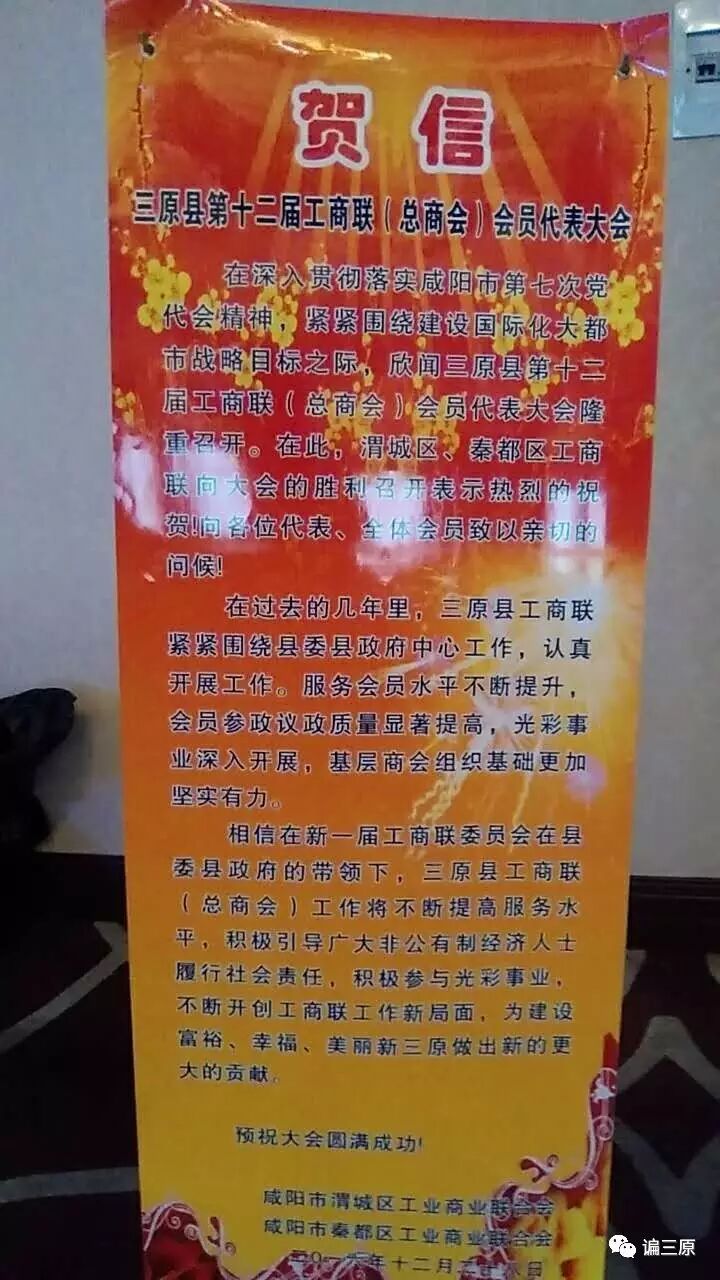 贺信
三原县第十二届工商联（总商会）会员代表大会
在深入贯彻落实咸阳市第七次党
代会精神，紧紧围绕建设国际化大都
市战略目标之际，欣闻三原县第十二
届工商联（总商会）会员代表大会隆
重召开。在此，渭城区、秦都区工商
联向大会的胜利召开表示热烈的祝
贺!向各位代表、全体会员致以亲切的
问候!
在过去的几年里，三原县工商联
紧紧围绕县委县政府中心工作，认真
开展工作。服务会员水平不断提升，
会员参政议政质量显著提高，光彩事
业深入开展，基层商会组织基础更加
坚实有力。
相信在新一届工商联委员会在县
委县政府的带领下，三原县工商联
（总商会）工作将不断提高服务水
平，积极引导广大非公有制经济人士
履行社会责任，积极参与光彩事业，
不断开创工商联工作新局面，为建设
富裕、幸福、美丽新三原做出新的更
大的贡献。
预祝大会圆满成功!
咸阳市渭城区工业商业联合会
咸阳市秦都区工业商业联合会
年十二月二十八日
谝三原